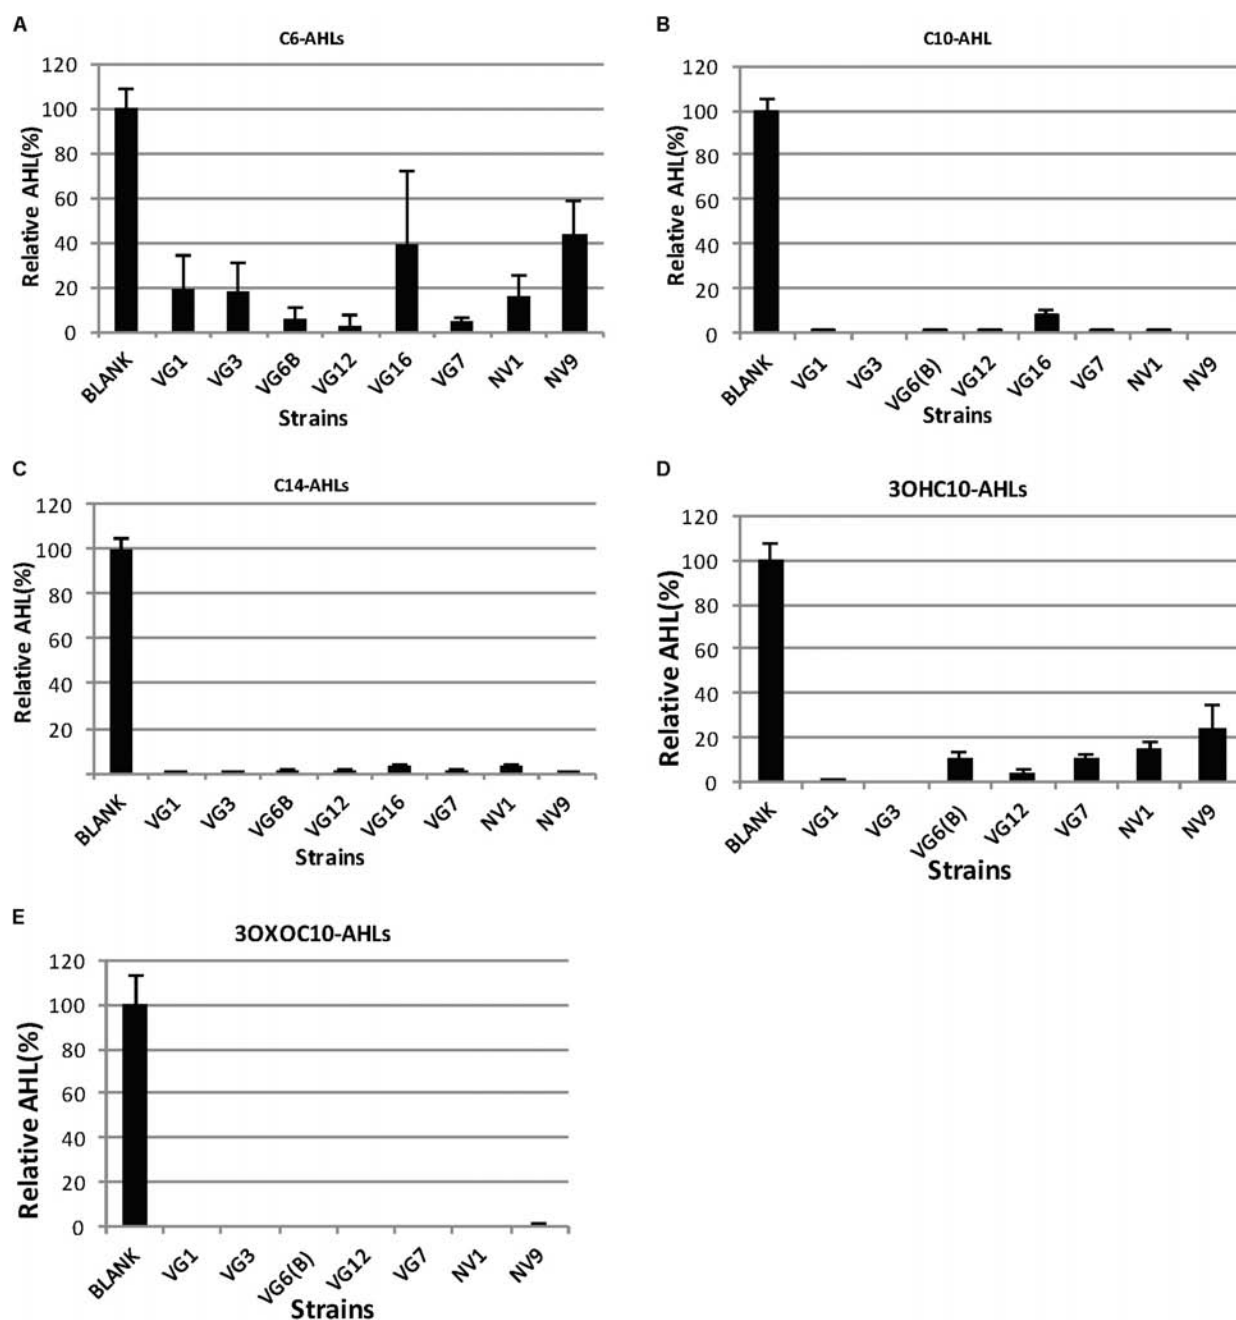 A
C6-AHLs
Relative AHL(%)
120
100
80
60
40
20
0
BLANK VG1 VG3 VG6B VG12 VG16 VG7 NV1 NV9
Strains
B
C10-AHL
Relative AHL(%)
120
100
80
60
40
20
0
BLANK VG1 VG3 VG6(B) VG12 VG16 VG7 NV1 NV9
Strains
C
C14-AHLs
Relative AHL(%)
120
100
80
60
40
20
BLANK VG1 VG3 VG6B VG12 VG16 VG7 NV1 NV9
Strains
D
3OHC10-AHLs
Relative AHL(%)
120
100
80
60
40
20
0
BLANK VG1 VG3 VG6(B) VG12 VG7 NV1 NV9
Strains
E
3OXOC10-AHLs
Relative AHL(%)
120
100
80
60
40
20
0
BLANK VG1 VG3 VG6(B) VG12 VG7 NV1 NV9
Strains